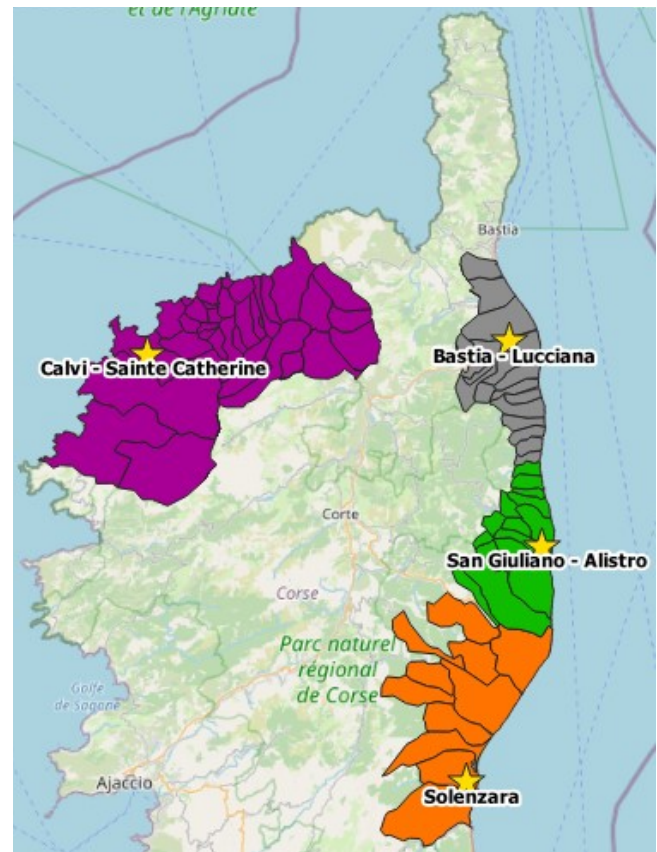 et de l'Agriate
Bastia
Calvi - Sainte Catherine
Bastia - Lucciana
Corte
San Giuliano - Alistro
Corse
Parc naturel
régional
de Corse
Golfe
de Sagone
Ajaccio
Solenzara